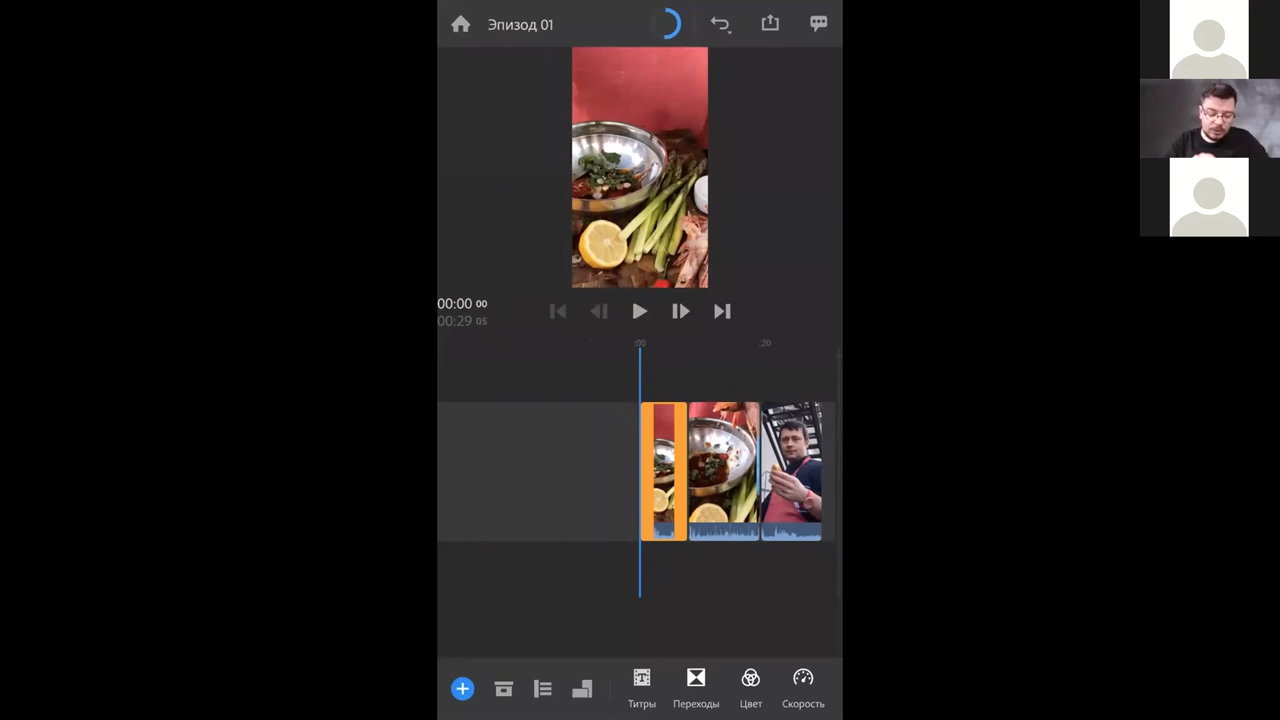 Эпизод 01
00:00 00
00:29 05
:00
:20
Титры
Переходы
Цвет
Скорость